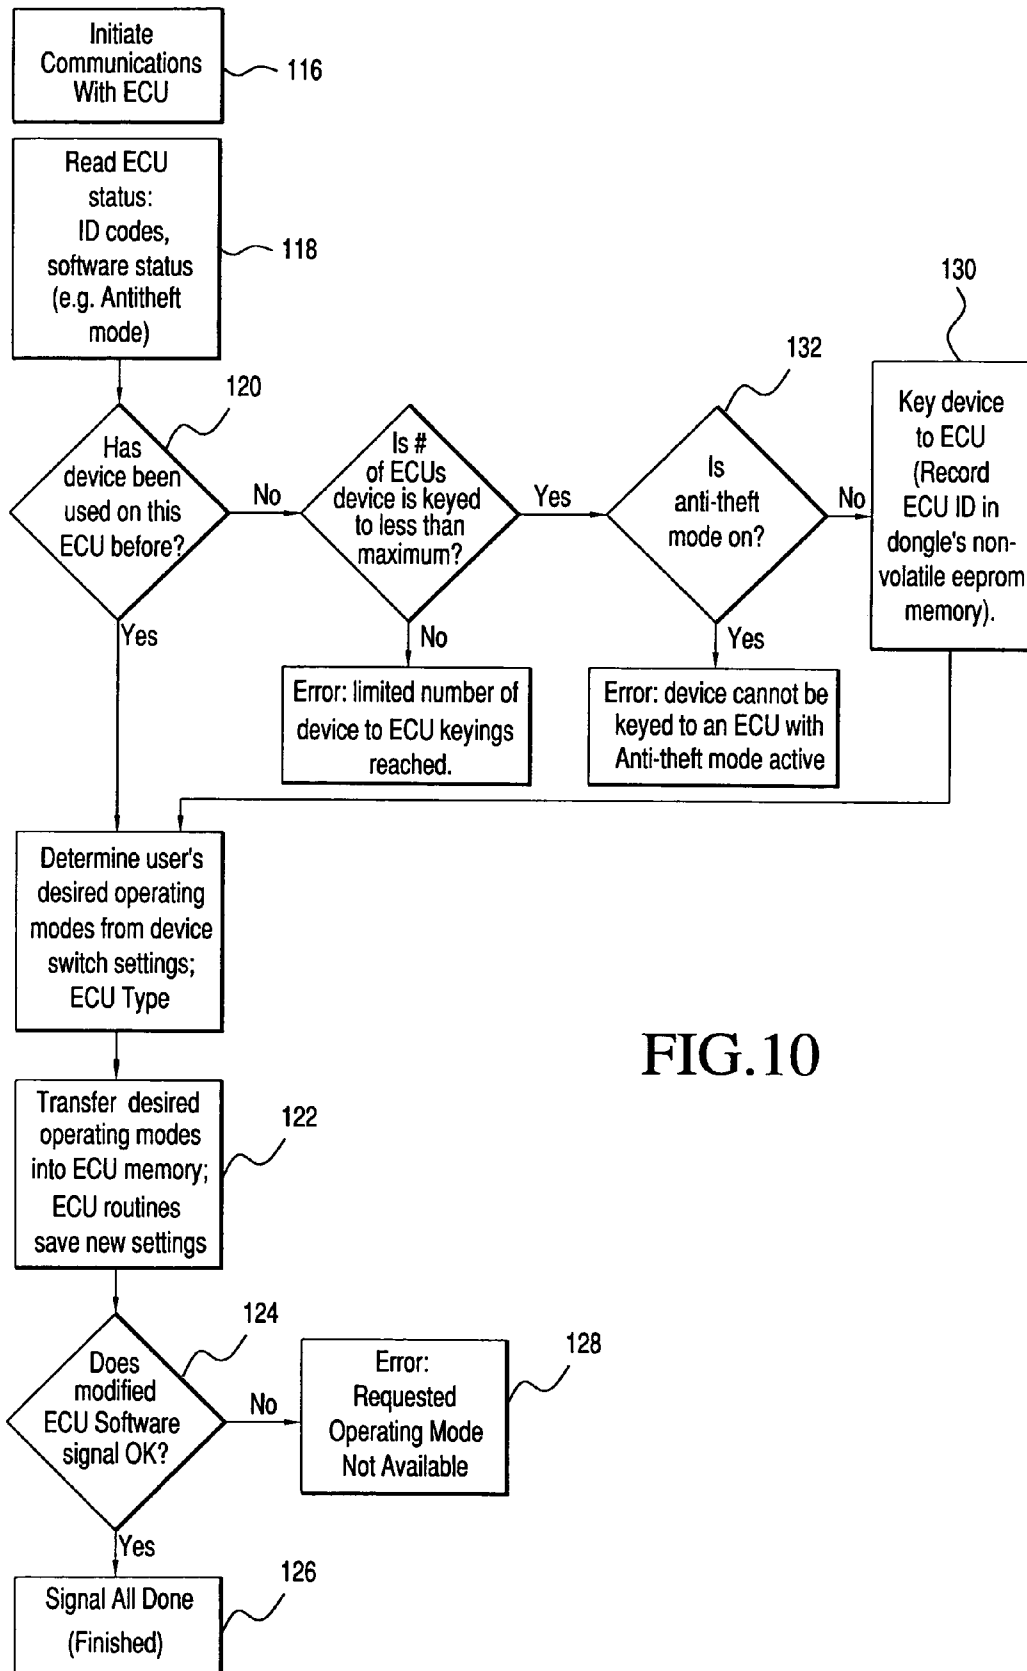 Initiate
Communications
With ECU
116
Read ECU
status:
ID codes,
software status
(e.g. Antitheft
mode)
118
120
Has
device been
used on this
ECU before?
No
Yes
Is #
of ECUs
device is keyed
to less than
maximum?
Yes
No
132
Is
anti-theft
mode on?
No
Yes
130
Key device
to ECU
(Record
ECU ID in
dongle's non-
volatile eeprom
memory).
Error: limited number of
device to ECU keyings
reached.
Error: device cannot be
keyed to an ECU with
Anti-theft mode active
Determine user's
desired operating
modes from device
switch settings;
ECU Type
FIG.10
Transfer desired
operating modes
into ECU memory;
ECU routines
save new settings
122
124
Does
modified
ECU Software
signal OK?
No
Yes
Error:
Requested
Operating Mode
Not Available
128
Signal All Done
(Finished)
126